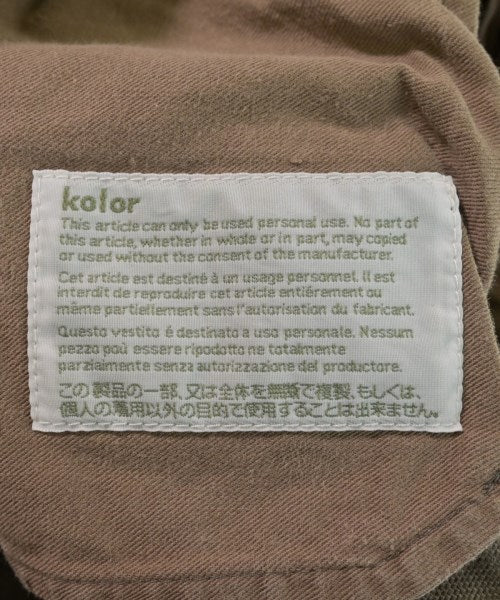 kolor
This article can only be used personal use. No part of
this article, whether in whole or in part, may copied
or used without the consent of the manufacturer.
Cet article est destiné à un usage personnel. Il est
interdit de reproduire cet article entiérement ou
même partiellement sans l'autorisation du fabricant.
Questo vestito é destinato a uso personale. Nessum
pezzo paú essere ripodotto ne totalmente
parzialmente senza autorizzazione del produttore.
この製品の一部、又は全体を無断で複製、もしくは、
個人の着用以外の目的で使用することは出来ません。